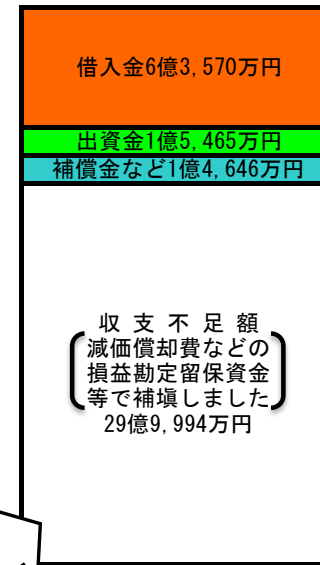 借入金6億3,570万円
出資金1億5,465万円
補償金など1億4,646万円
収支不足額
減価償却費などの
損益勘定留保資金
等で補塡しました
29億9,994万円